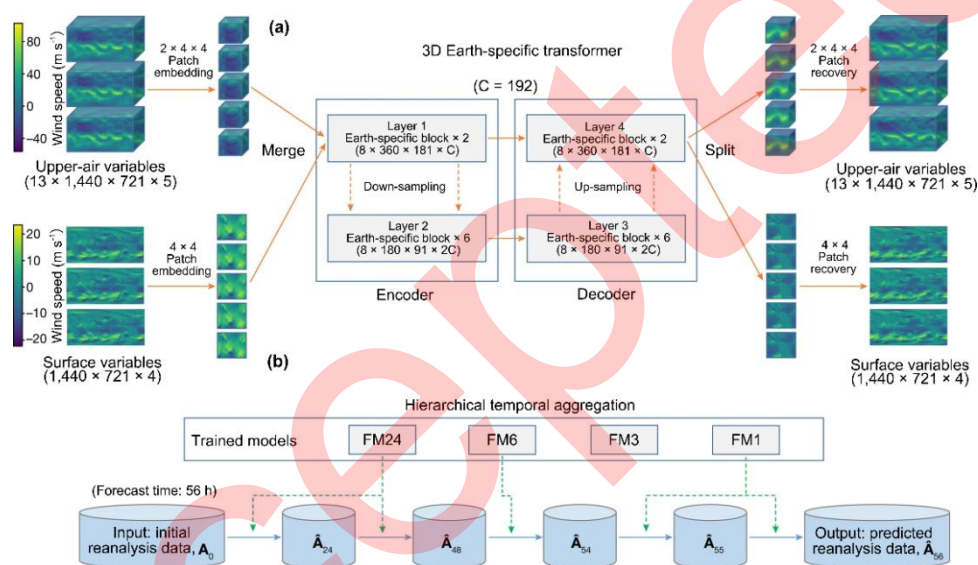 (a)
3D Earth-specific transformer
(C = 192)
80
40
0
−40
Wind speed (m s⁻¹)
2 × 4 × 4
Patch
embedding
Upper-air variables
(13 × 1,440 × 721 × 5)
Merge
Layer 1
Earth-specific block × 2
(8 × 360 × 181 × C)
Down-sampling
Layer 2
Earth-specific block × 6
(8 × 180 × 91 × 2C)
Encoder
Layer 4
Earth-specific block × 2
(8 × 360 × 181 × C)
Up-sampling
Layer 3
Earth-specific block × 6
(8 × 180 × 91 × 2C)
Decoder
Split
2 × 4 × 4
Patch
recovery
Upper-air variables
(13 × 1,440 × 721 × 5)
20
10
0
−10
−20
Wind speed (m s⁻¹)
4 × 4
Patch
embedding
Surface variables
(1,440 × 721 × 4)
4 × 4
Patch
recovery
Surface variables
(1,440 × 721 × 4)
(b)
Hierarchical temporal aggregation
Trained models
FM24
FM6
FM3
FM1
(Forecast time: 56 h)
Input: initial
reanalysis data, A₀
Â₂₄
Â₄₈
Â₅₄
Â₅₅
Output: predicted
reanalysis data, Â₅₆
cepte